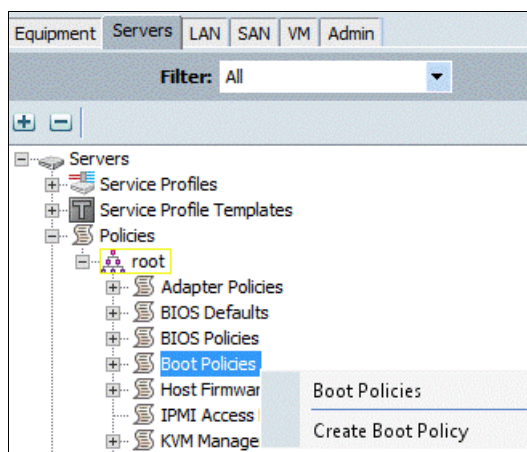 Equipment Servers LAN SAN VM Admin
Filter: All
Servers
Service Profiles
Service Profile Templates
Policies
root
Adapter Policies
BIOS Defaults
BIOS Policies
Boot Policies
Host Firmwar
Boot Policies
IPMI Access
Create Boot Policy
KVM Manage